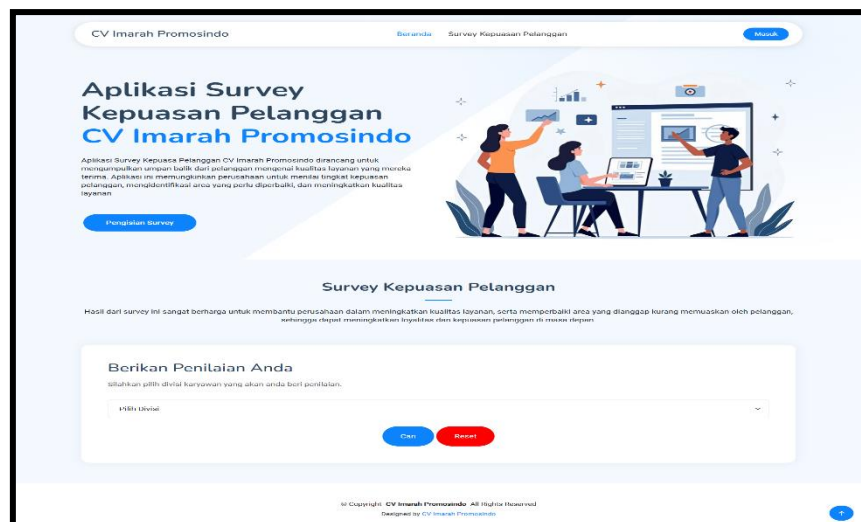 CV Imarah Promosindo
Beranda Survey Kepuasan Pelanggan
Masuk
Aplikasi Survey
Kepuasan Pelanggan
CV Imarah Promosindo
Aplikasi Survey Kepuasa Pelanggan CV Imarah Promosindo dirancang untuk
mengumpulkan umpan balik dari pelanggan mengenai kualitas layanan yang mereka
terima. Aplikasi ini memungkinkan perusahaan untuk menilai tingkat kepuasan
pelanggan, mengidentifikasi area yang perlu diperbaiki, dan meningkatkan kualitas
layanan
Pengisian Survey
Survey Kepuasan Pelanggan
Hasil dari survey ini sangat berharga untuk membantu perusahaan dalam meningkatkan kualitas layanan, serta memperbaiki area yang dianggap kurang memuaskan oleh pelanggan,
sehingga dapat meningkatkan loyalitas dan kepuasan pelanggan di masa depan
Berikan Penilaian Anda
Silahkan pilih divisi karyawan yang akan anda beri penilaian.
Pilih Divisi
Cari Reset
© Copyright CV Imarah Promosindo All Rights Reserved
Designed by CV Imarah Promosindo